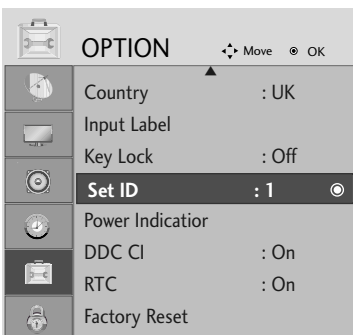 OPTION Move OK
Country : UK
Input Label
Key Lock : Off
Set ID : 1
Power Indicatior
DDC CI : On
RTC : On
Factory Reset